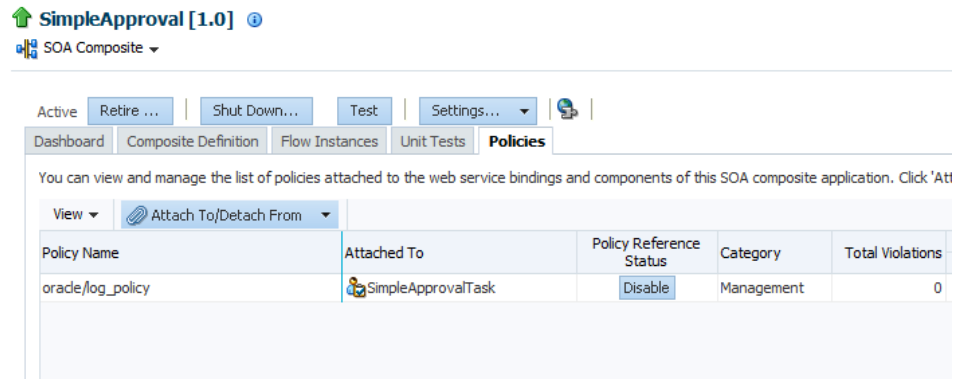 SimpleApproval [1.0]
SOA Composite
Active Retire ... Shut Down... Test Settings...
Dashboard Composite Definition Flow Instances Unit Tests Policies
You can view and manage the list of policies attached to the web service bindings and components of this SOA composite application. Click 'Att
View Attach To/Detach From
Policy Name Attached To Policy Reference Status Category Total Violations
oracle/log_policy SimpleApprovalTask Disable Management 0